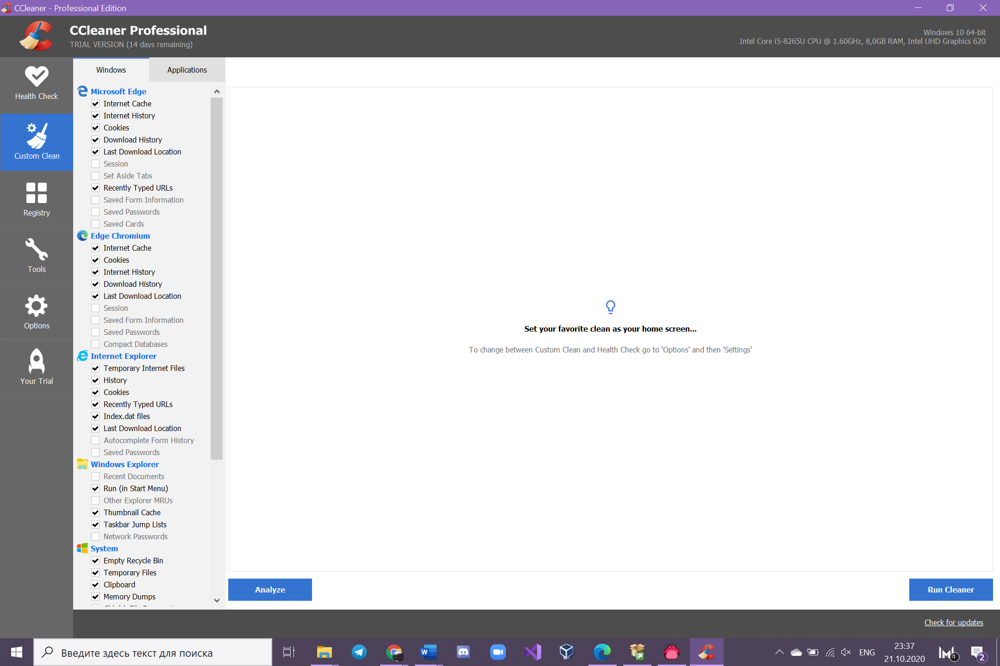 CCleaner - Professional Edition
CCleaner Professional
TRIAL VERSION (14 days remaining)
Windows 10 64-bit
Intel Core i5-8265U CPU @ 1.60GHz, 8,0GB RAM, Intel UHD Graphics 620
Health Check
Custom Clean
Registry
Tools
Options
Your Trial
Windows
Applications
Microsoft Edge
Internet Cache
Internet History
Cookies
Download History
Last Download Location
Session
Set Aside Tabs
Recently Typed URLs
Saved Form Information
Saved Passwords
Saved Cards
Edge Chromium
Internet Cache
Cookies
Internet History
Download History
Last Download Location
Session
Saved Form Information
Saved Passwords
Compact Databases
Internet Explorer
Temporary Internet Files
History
Cookies
Recently Typed URLs
Index.dat files
Last Download Location
Autocomplete Form History
Saved Passwords
Windows Explorer
Recent Documents
Run (in Start Menu)
Other Explorer MRUs
Thumbnail Cache
Taskbar Jump Lists
Network Passwords
System
Empty Recycle Bin
Temporary Files
Clipboard
Memory Dumps
Set your favorite clean as your home screen...
To change between Custom Clean and Health Check go to 'Options' and then 'Settings'
Analyze
Run Cleaner
Check for updates
Введите здесь текст для поиска
ENG
23:37
21.10.2020
1
2